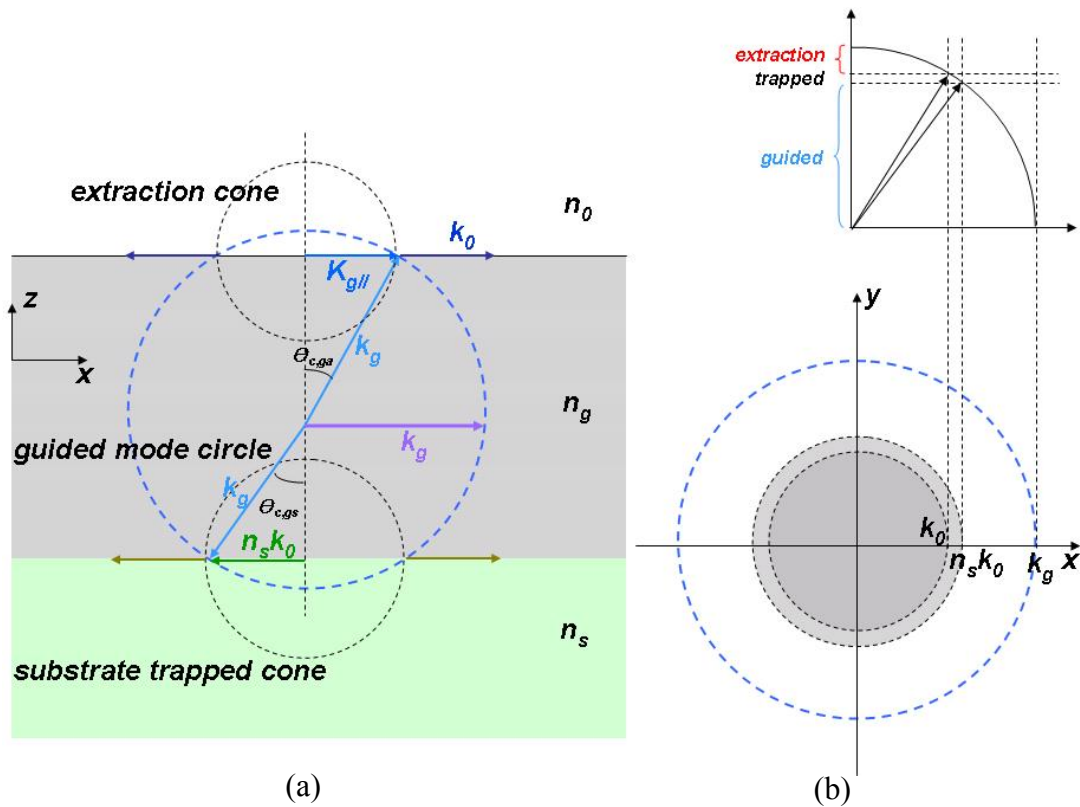 extraction cone
n0
k0
Kg//
z
x
Θc,ga
kg
ng
kg
guided mode circle
kg
Θc,gs
nsk0
ns
substrate trapped cone
(a)
extraction
trapped
guided
y
k0
nsk0
kg
x
(b)